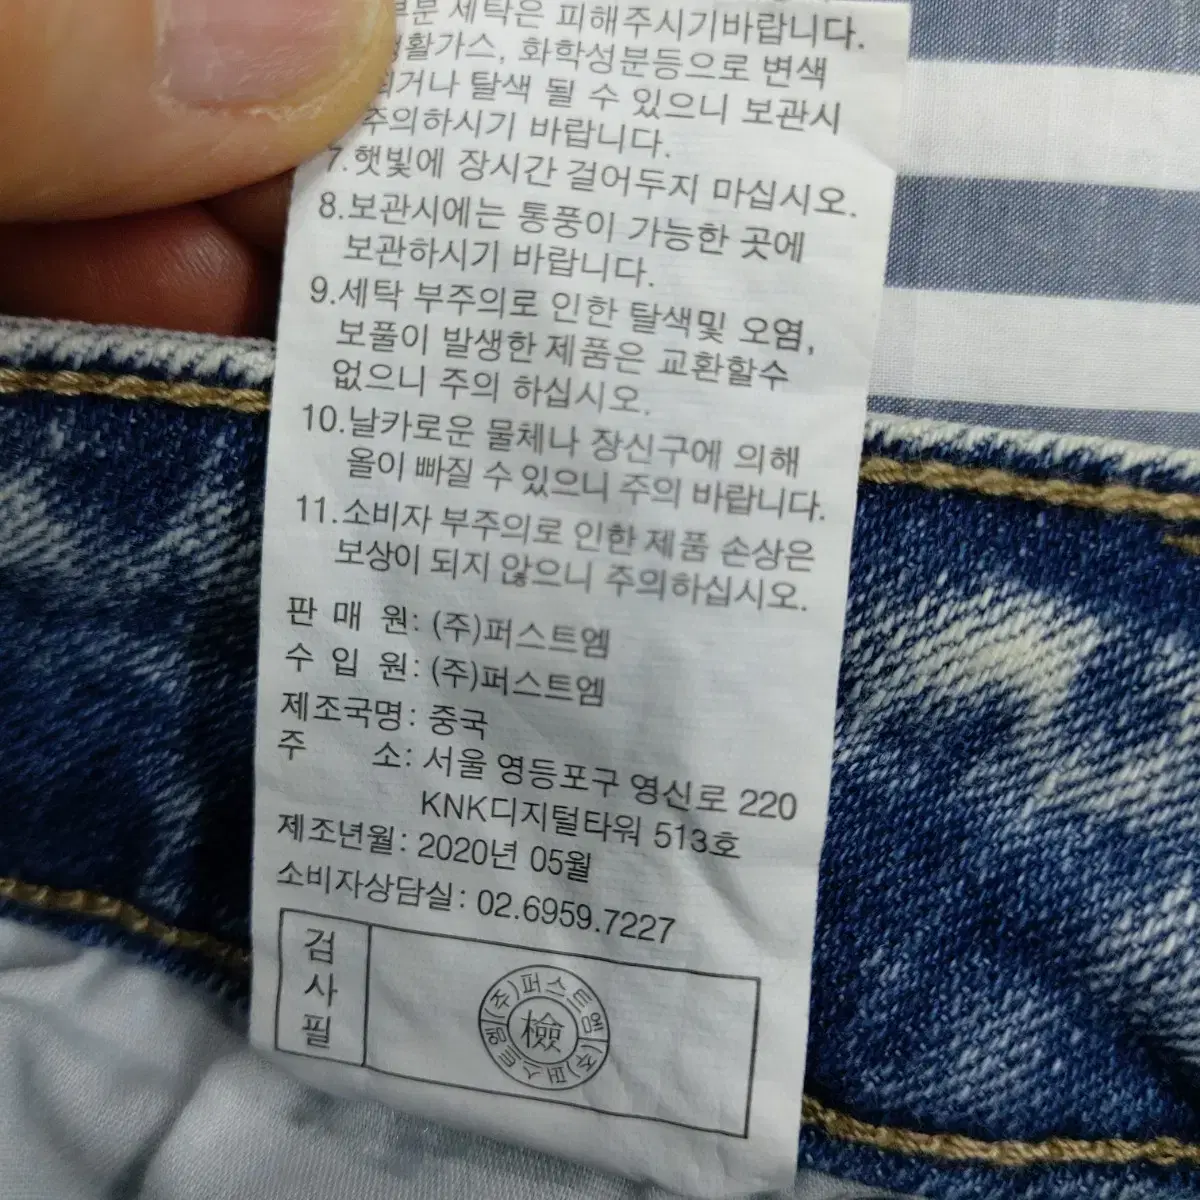 세탁은 피해주시기바랍니다.
화학성분등으로 변색
되거나 탈색 될 수 있으니 보관시
주의하시기 바랍니다.
7.햇빛에 장시간 걸어두지 마십시오.
8.보관시에는 통풍이 가능한 곳에
보관하시기 바랍니다.
9.세탁 부주의로 인한 탈색및 오염,
보풀이 발생한 제품은 교환할수
없으니 주의 하십시오.
10.날카로운 물체나 장신구에 의해
올이 빠질 수 있으니 주의 바랍니다.
11.소비자 부주의로 인한 제품 손상은
보상이 되지 않으니 주의하십시오.
판 매 원: (주)퍼스트엠
수 입 원: (주)퍼스트엠
제조국명: 중국
주 소: 서울 영등포구 영신로 220
KNK디지털타워 513호
제조년월: 2020년 05월
소비자상담실: 02.6959.7227
검사필
(주)퍼스트엠(주)퍼스트엠
檢